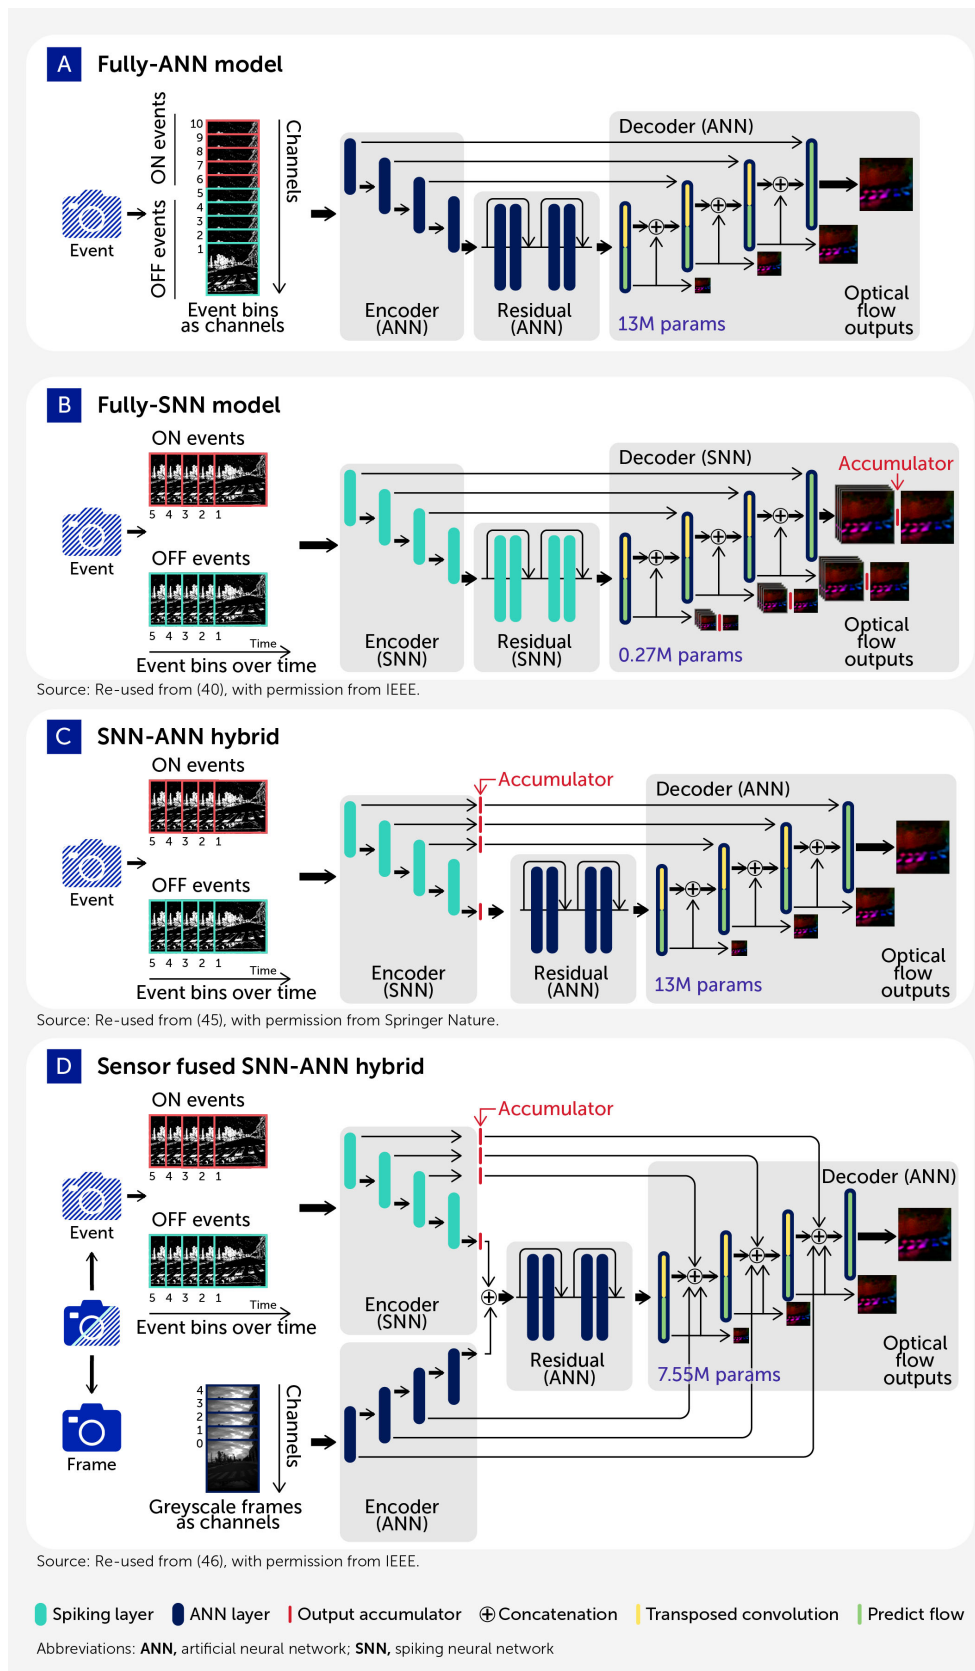 A Fully-ANN model
ON events
OFF events
10
9
8
7
6
5
4
3
2
1
Channels
Event
Event bins
as channels
Encoder
(ANN)
Residual
(ANN)
Decoder (ANN)
13M params
Optical
flow
outputs
B Fully-SNN model
ON events
5 4 3 2 1
Event
OFF events
5 4 3 2 1
Time
Event bins over time
Encoder
(SNN)
Residual
(SNN)
Decoder (SNN)
Accumulator
0.27M params
Optical
flow
outputs
Source: Re-used from (40), with permission from IEEE.
C SNN-ANN hybrid
ON events
5 4 3 2 1
Event
OFF events
5 4 3 2 1
Time
Event bins over time
Accumulator
Encoder
(SNN)
Residual
(ANN)
Decoder (ANN)
13M params
Optical
flow
outputs
Source: Re-used from (45), with permission from Springer Nature.
D Sensor fused SNN-ANN hybrid
ON events
5 4 3 2 1
Event
OFF events
5 4 3 2 1
Time
Event bins over time
Accumulator
Encoder
(SNN)
Decoder (ANN)
Residual
(ANN)
7.55M params
Optical
flow
outputs
Frame
4
3
2
1
0
Channels
Greyscale frames
as channels
Encoder
(ANN)
Source: Re-used from (46), with permission from IEEE.
Spiking layer ANN layer Output accumulator Concatenation Transposed convolution Predict flow
Abbreviations: ANN, artificial neural network; SNN, spiking neural network